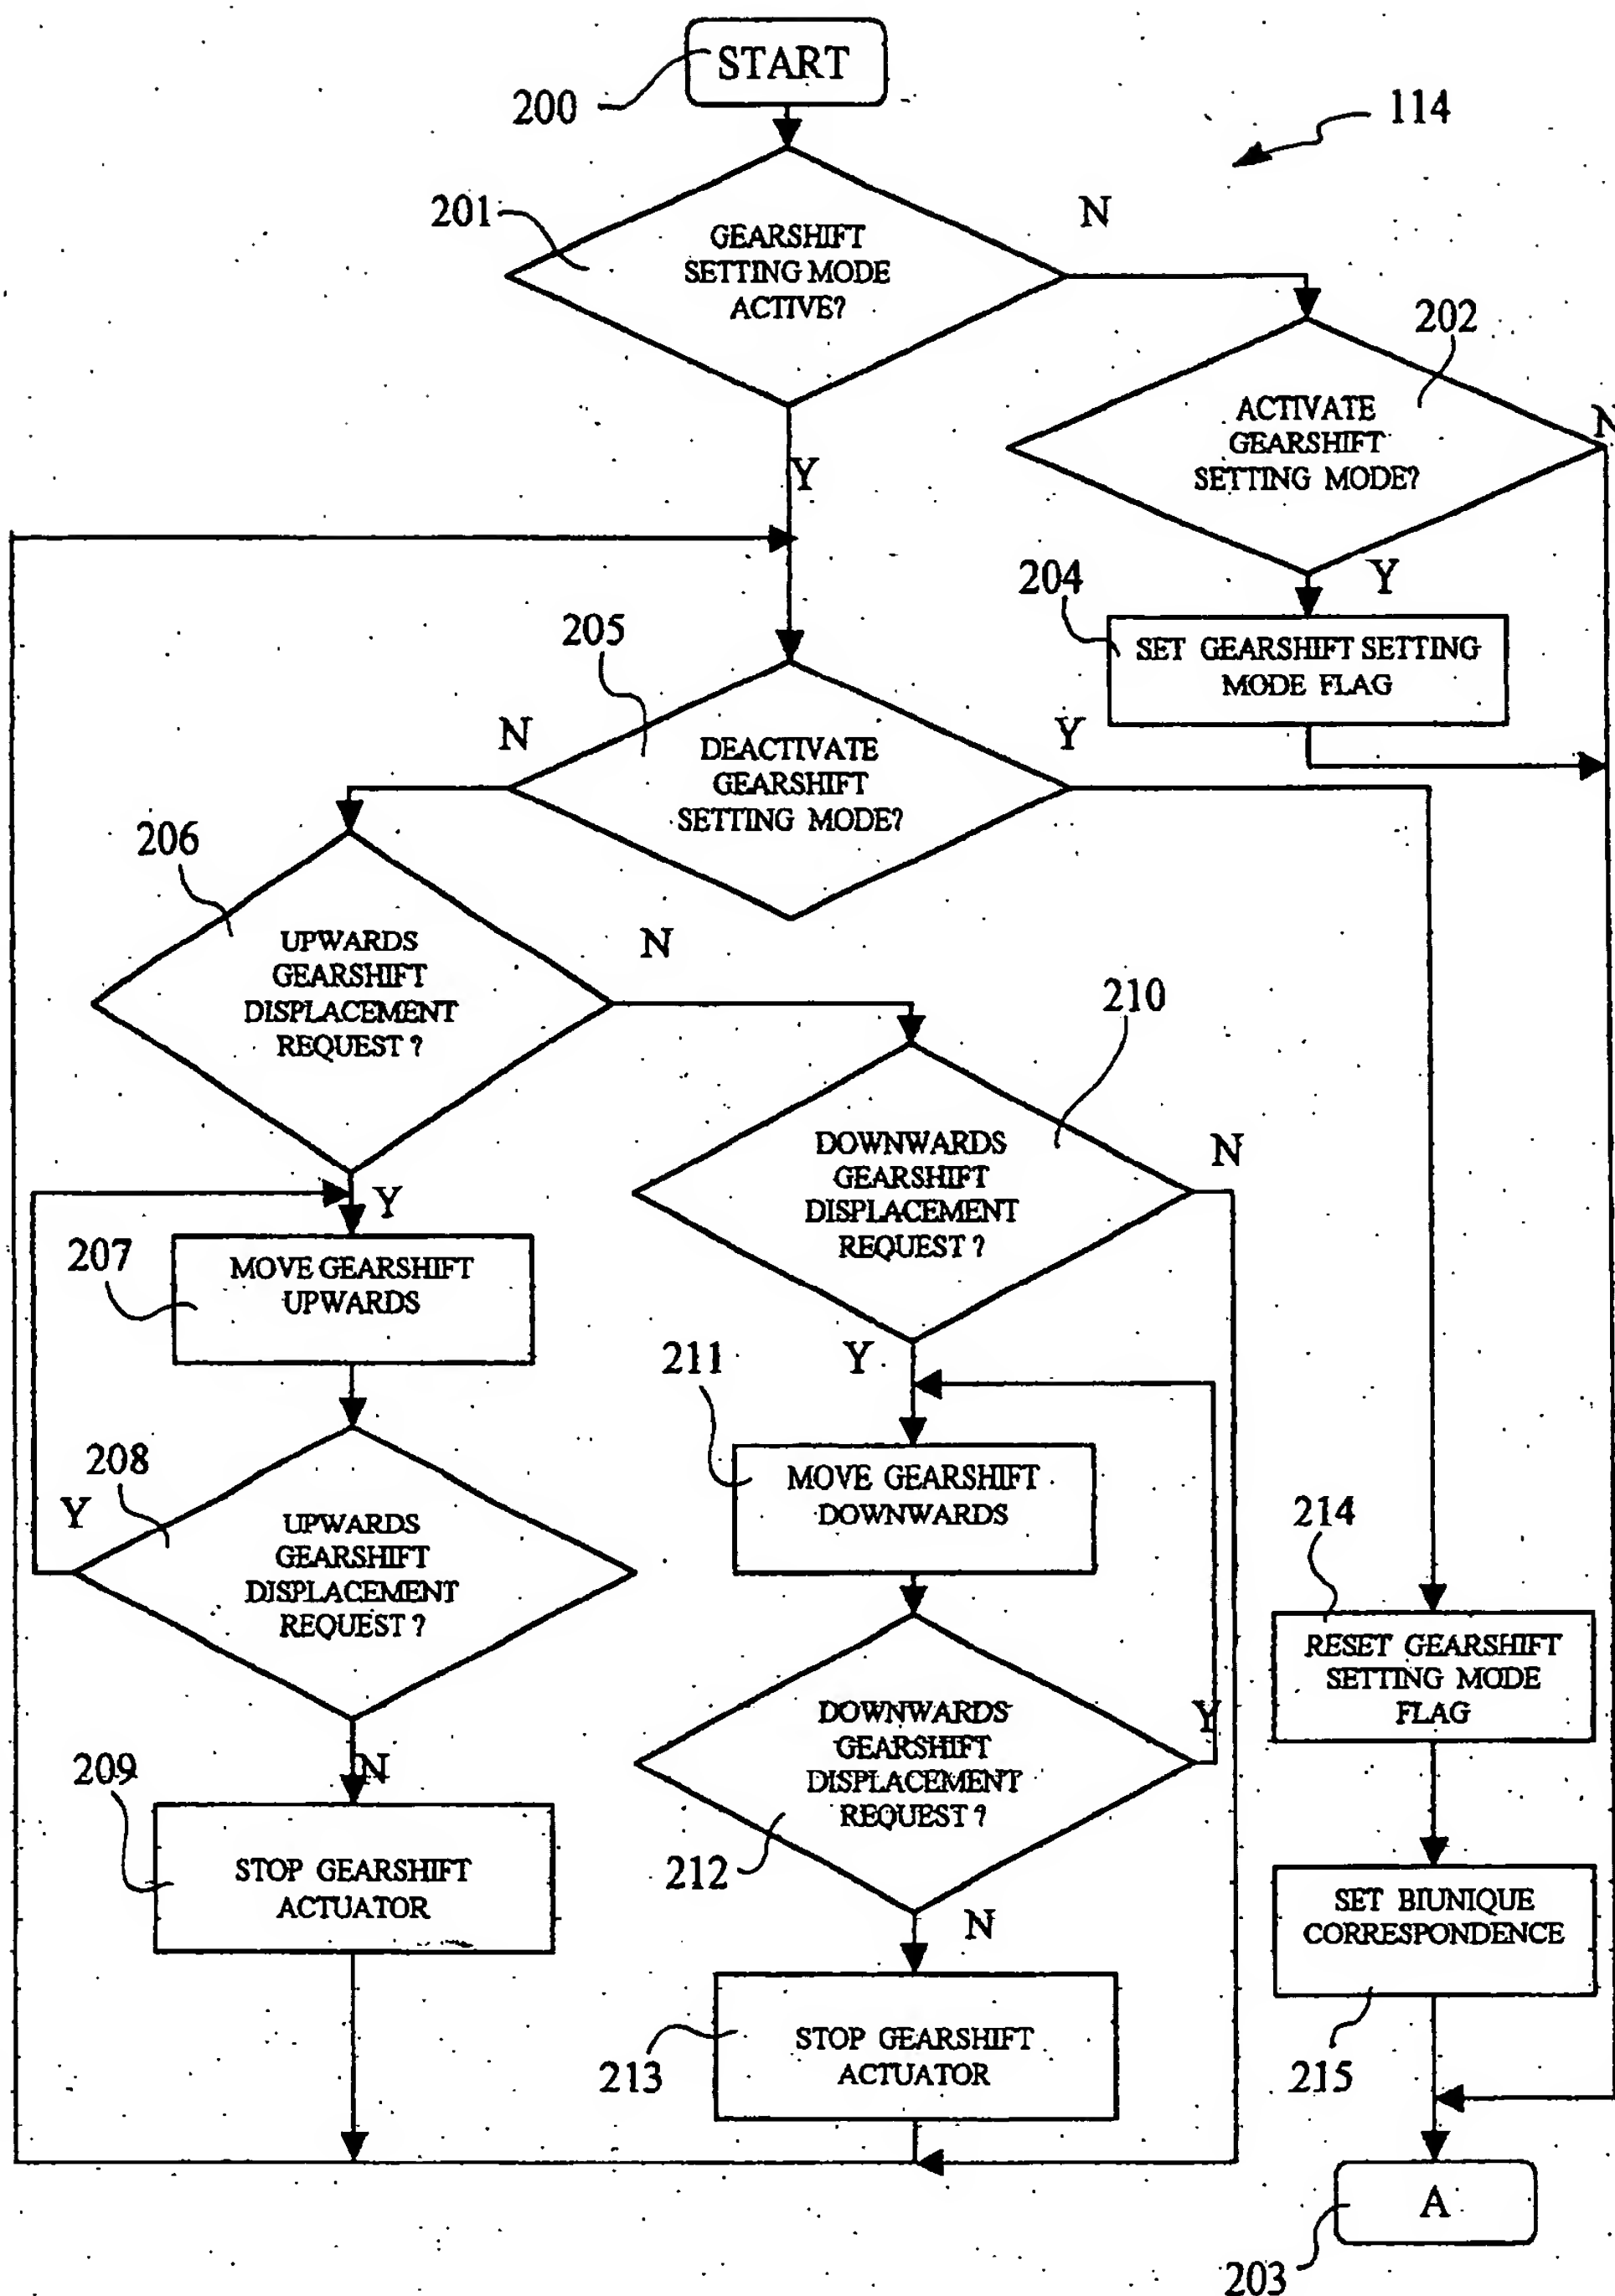 START
200
114
201
GEARSHIFT
SETTING MODE
ACTIVE?
N
202
ACTIVATE
GEARSHIFT
SETTING MODE?
N
Y
204
Y
SET GEARSHIFT SETTING
MODE FLAG
205
N
Y
DEACTIVATE
GEARSHIFT
SETTING MODE?
206
UPWARDS
GEARSHIFT
DISPLACEMENT
REQUEST ?
N
210
DOWNWARDS
GEARSHIFT
DISPLACEMENT
REQUEST ?
N
Y
207
MOVE GEARSHIFT
UPWARDS
Y
211
MOVE GEARSHIFT
DOWNWARDS
208
Y
UPWARDS
GEARSHIFT
DISPLACEMENT
REQUEST ?
214
RESET GEARSHIFT
SETTING MODE
FLAG
DOWNWARDS
GEARSHIFT
DISPLACEMENT
REQUEST ?
Y
212
N
209
STOP GEARSHIFT
ACTUATOR
N
SET BIUNIQUE
CORRESPONDENCE
215
213
STOP GEARSHIFT
ACTUATOR
A
203